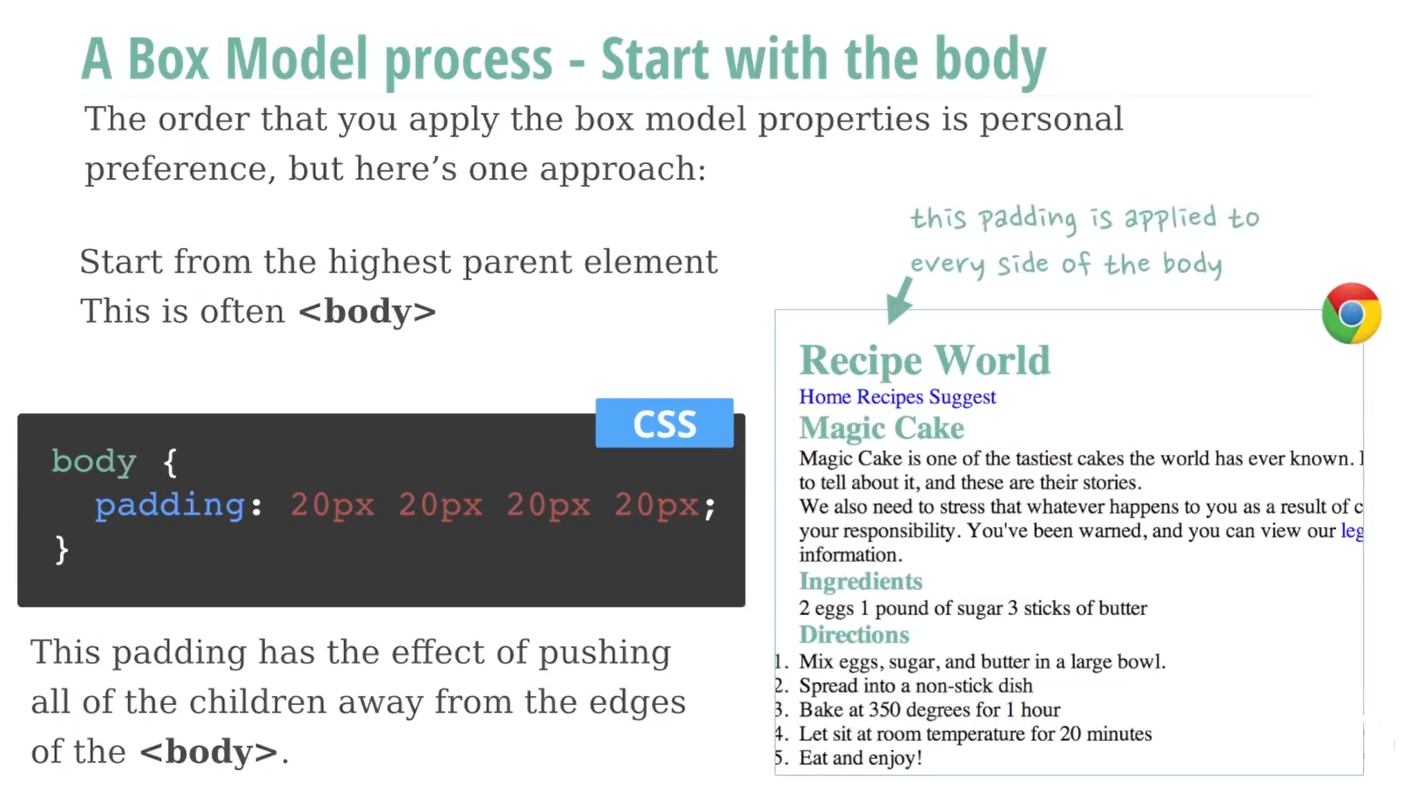 A Box Model process - Start with the body
The order that you apply the box model properties is personal
preference, but here’s one approach:
this padding is applied to
every side of the body
Start from the highest parent element
This is often <body>
CSS
body {
padding: 20px 20px 20px 20px;
}
This padding has the effect of pushing
all of the children away from the edges
of the <body>.
Recipe World
Home Recipes Suggest
Magic Cake
Magic Cake is one of the tastiest cakes the world has ever known.
to tell about it, and these are their stories.
We also need to stress that whatever happens to you as a result of c
your responsibility. You've been warned, and you can view our leg
information.
Ingredients
2 eggs 1 pound of sugar 3 sticks of butter
Directions
1. Mix eggs, sugar, and butter in a large bowl.
2. Spread into a non-stick dish
3. Bake at 350 degrees for 1 hour
4. Let sit at room temperature for 20 minutes
5. Eat and enjoy!